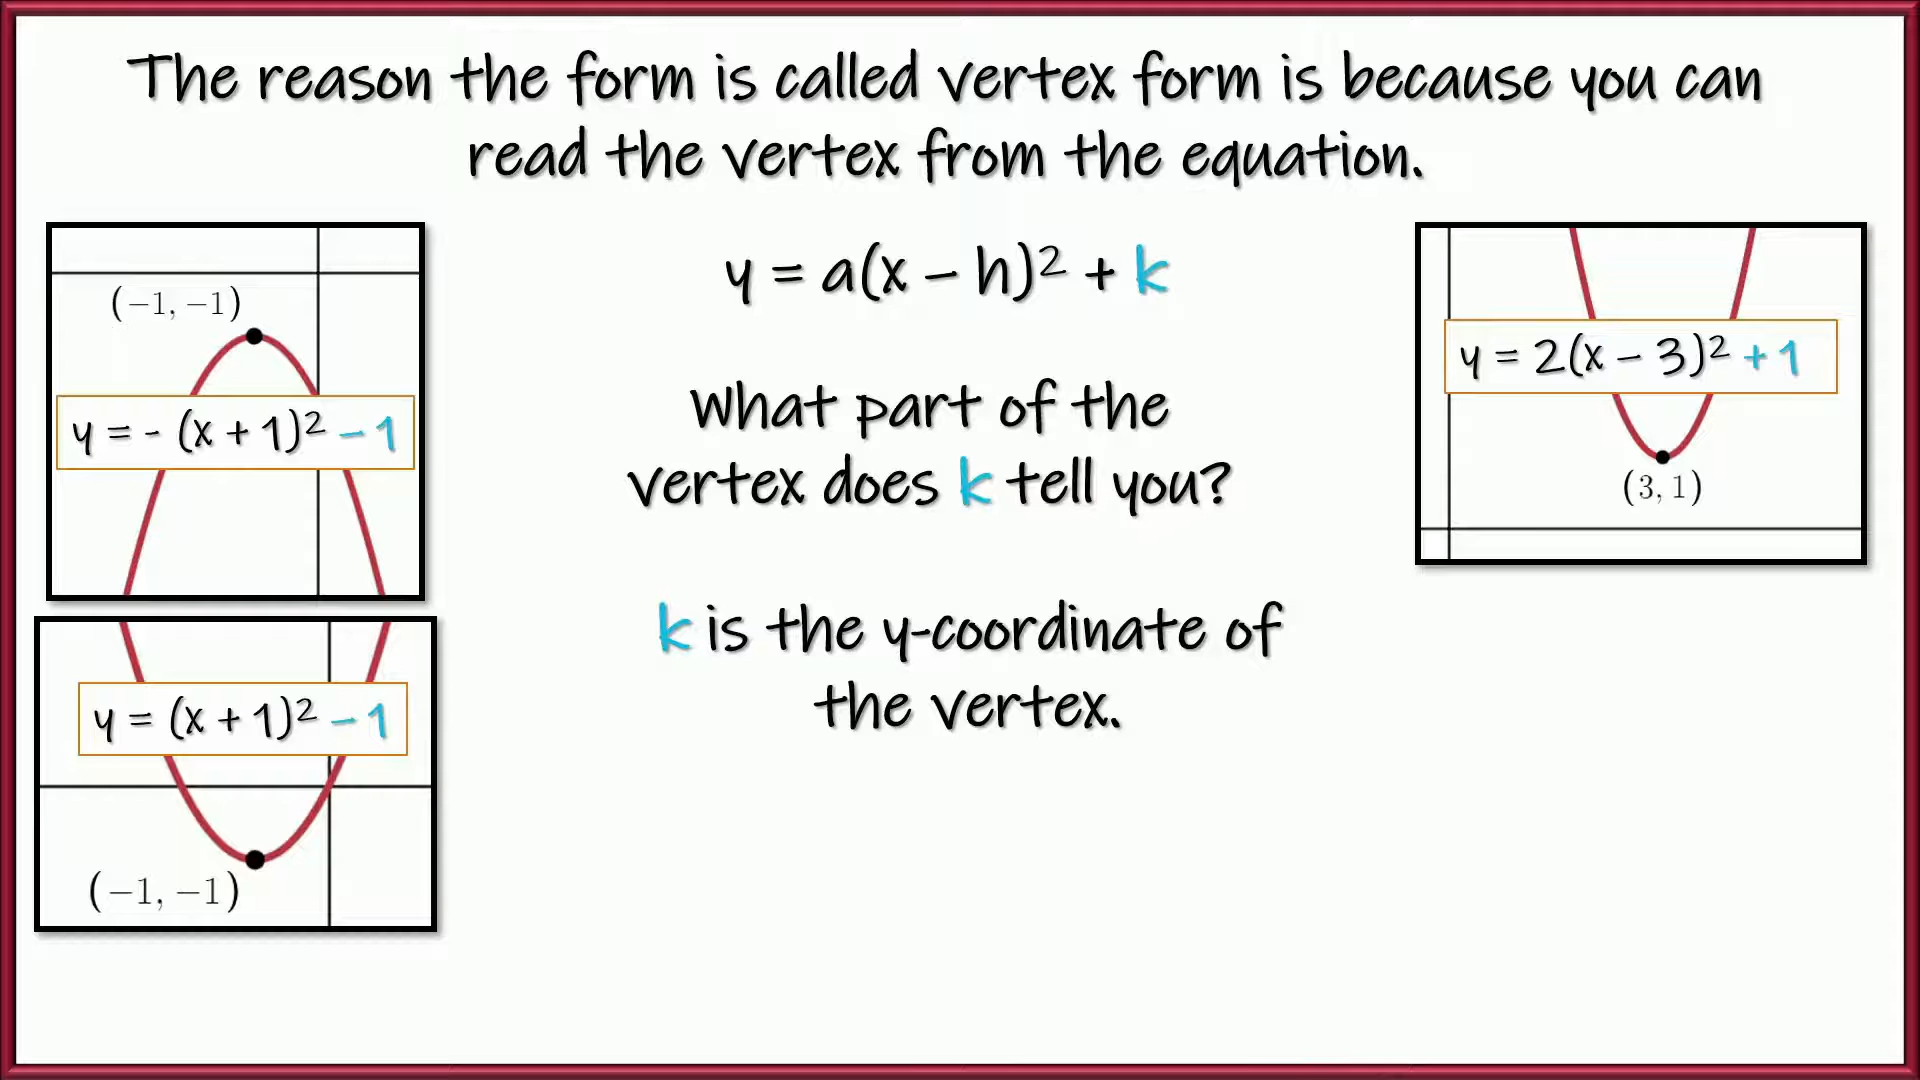 The reason the form is called vertex form is because you can
read the vertex from the equation.
(−1, −1)
y = - (x + 1)² − 1
y = (x + 1)² − 1
(−1, −1)
y = a(x − h)² + k
What part of the
vertex does k tell you?
k is the y-coordinate of
the vertex.
y = 2(x − 3)² + 1
(3, 1)